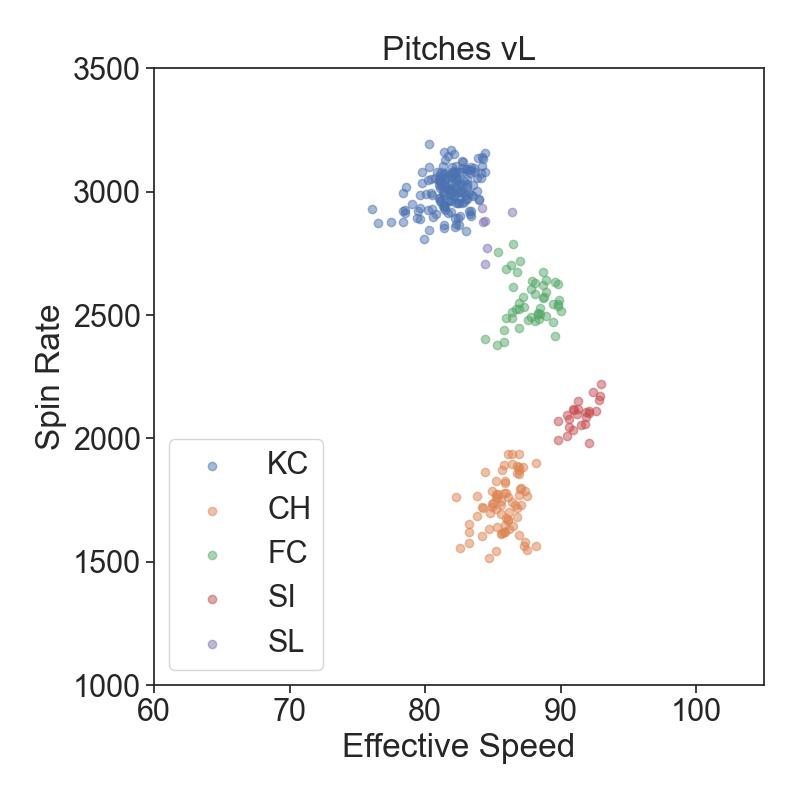 Pitches vL
3500
3000
2500
2000
1500
1000
Spin Rate
KC
CH
FC
SI
SL
60 70 80 90 100
Effective Speed